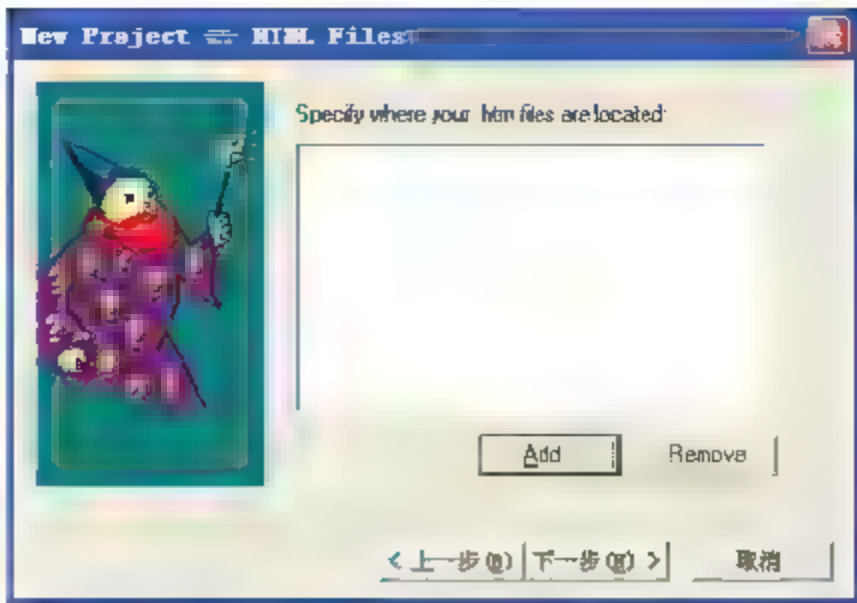 New Project -- HTML Files
Specify where your .htm files are located:
Add Remove
< 上一步(B) 下一步(N) > 取消